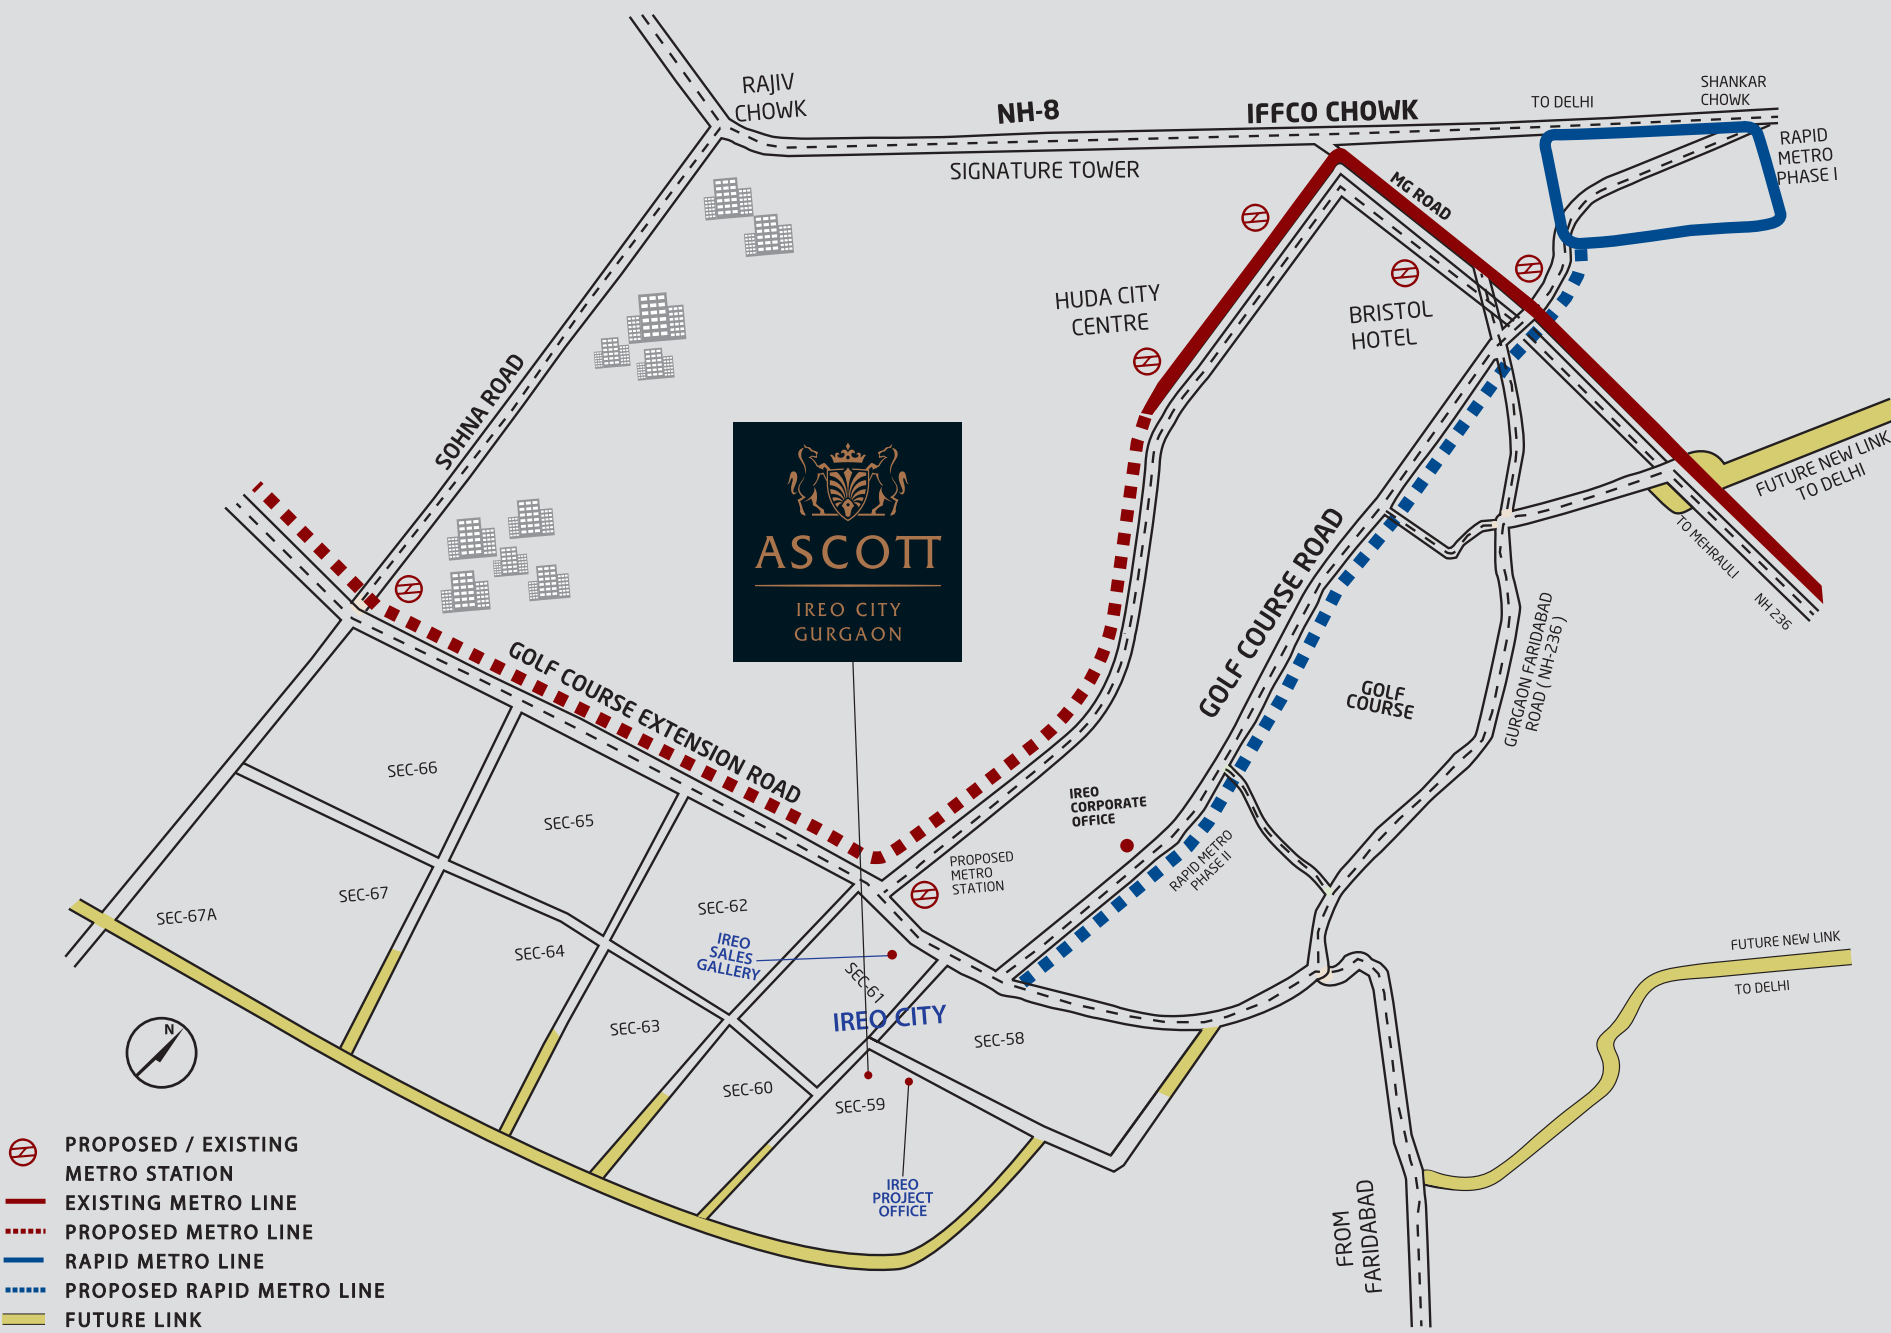 RAJIV
CHOWK
NH-8
IFFCO CHOWK
TO DELHI
SHANKAR
CHOWK
SIGNATURE TOWER
MG ROAD
RAPID
METRO
PHASE I
HUDA CITY
CENTRE
BRISTOL
HOTEL
SOHNA ROAD
ASCOTT
IREO CITY
GURGAON
FUTURE NEW LINK
TO DELHI
TO MEHRAULI
NH 236
GOLF COURSE ROAD
GURGAON FARIDABAD
ROAD ( NH-236 )
GOLF
COURSE
GOLF COURSE EXTENSION ROAD
SEC-66
SEC-65
IREO
CORPORATE
OFFICE
PROPOSED
METRO
STATION
RAPID METRO
PHASE II
SEC-67A
SEC-67
SEC-62
SEC-64
IREO
SALES
GALLERY
SEC-61
IREO CITY
SEC-63
SEC-58
SEC-60
SEC-59
FUTURE NEW LINK
TO DELHI
N
IREO
PROJECT
OFFICE
FROM
FARIDABAD
PROPOSED / EXISTING
METRO STATION
EXISTING METRO LINE
PROPOSED METRO LINE
RAPID METRO LINE
PROPOSED RAPID METRO LINE
FUTURE LINK